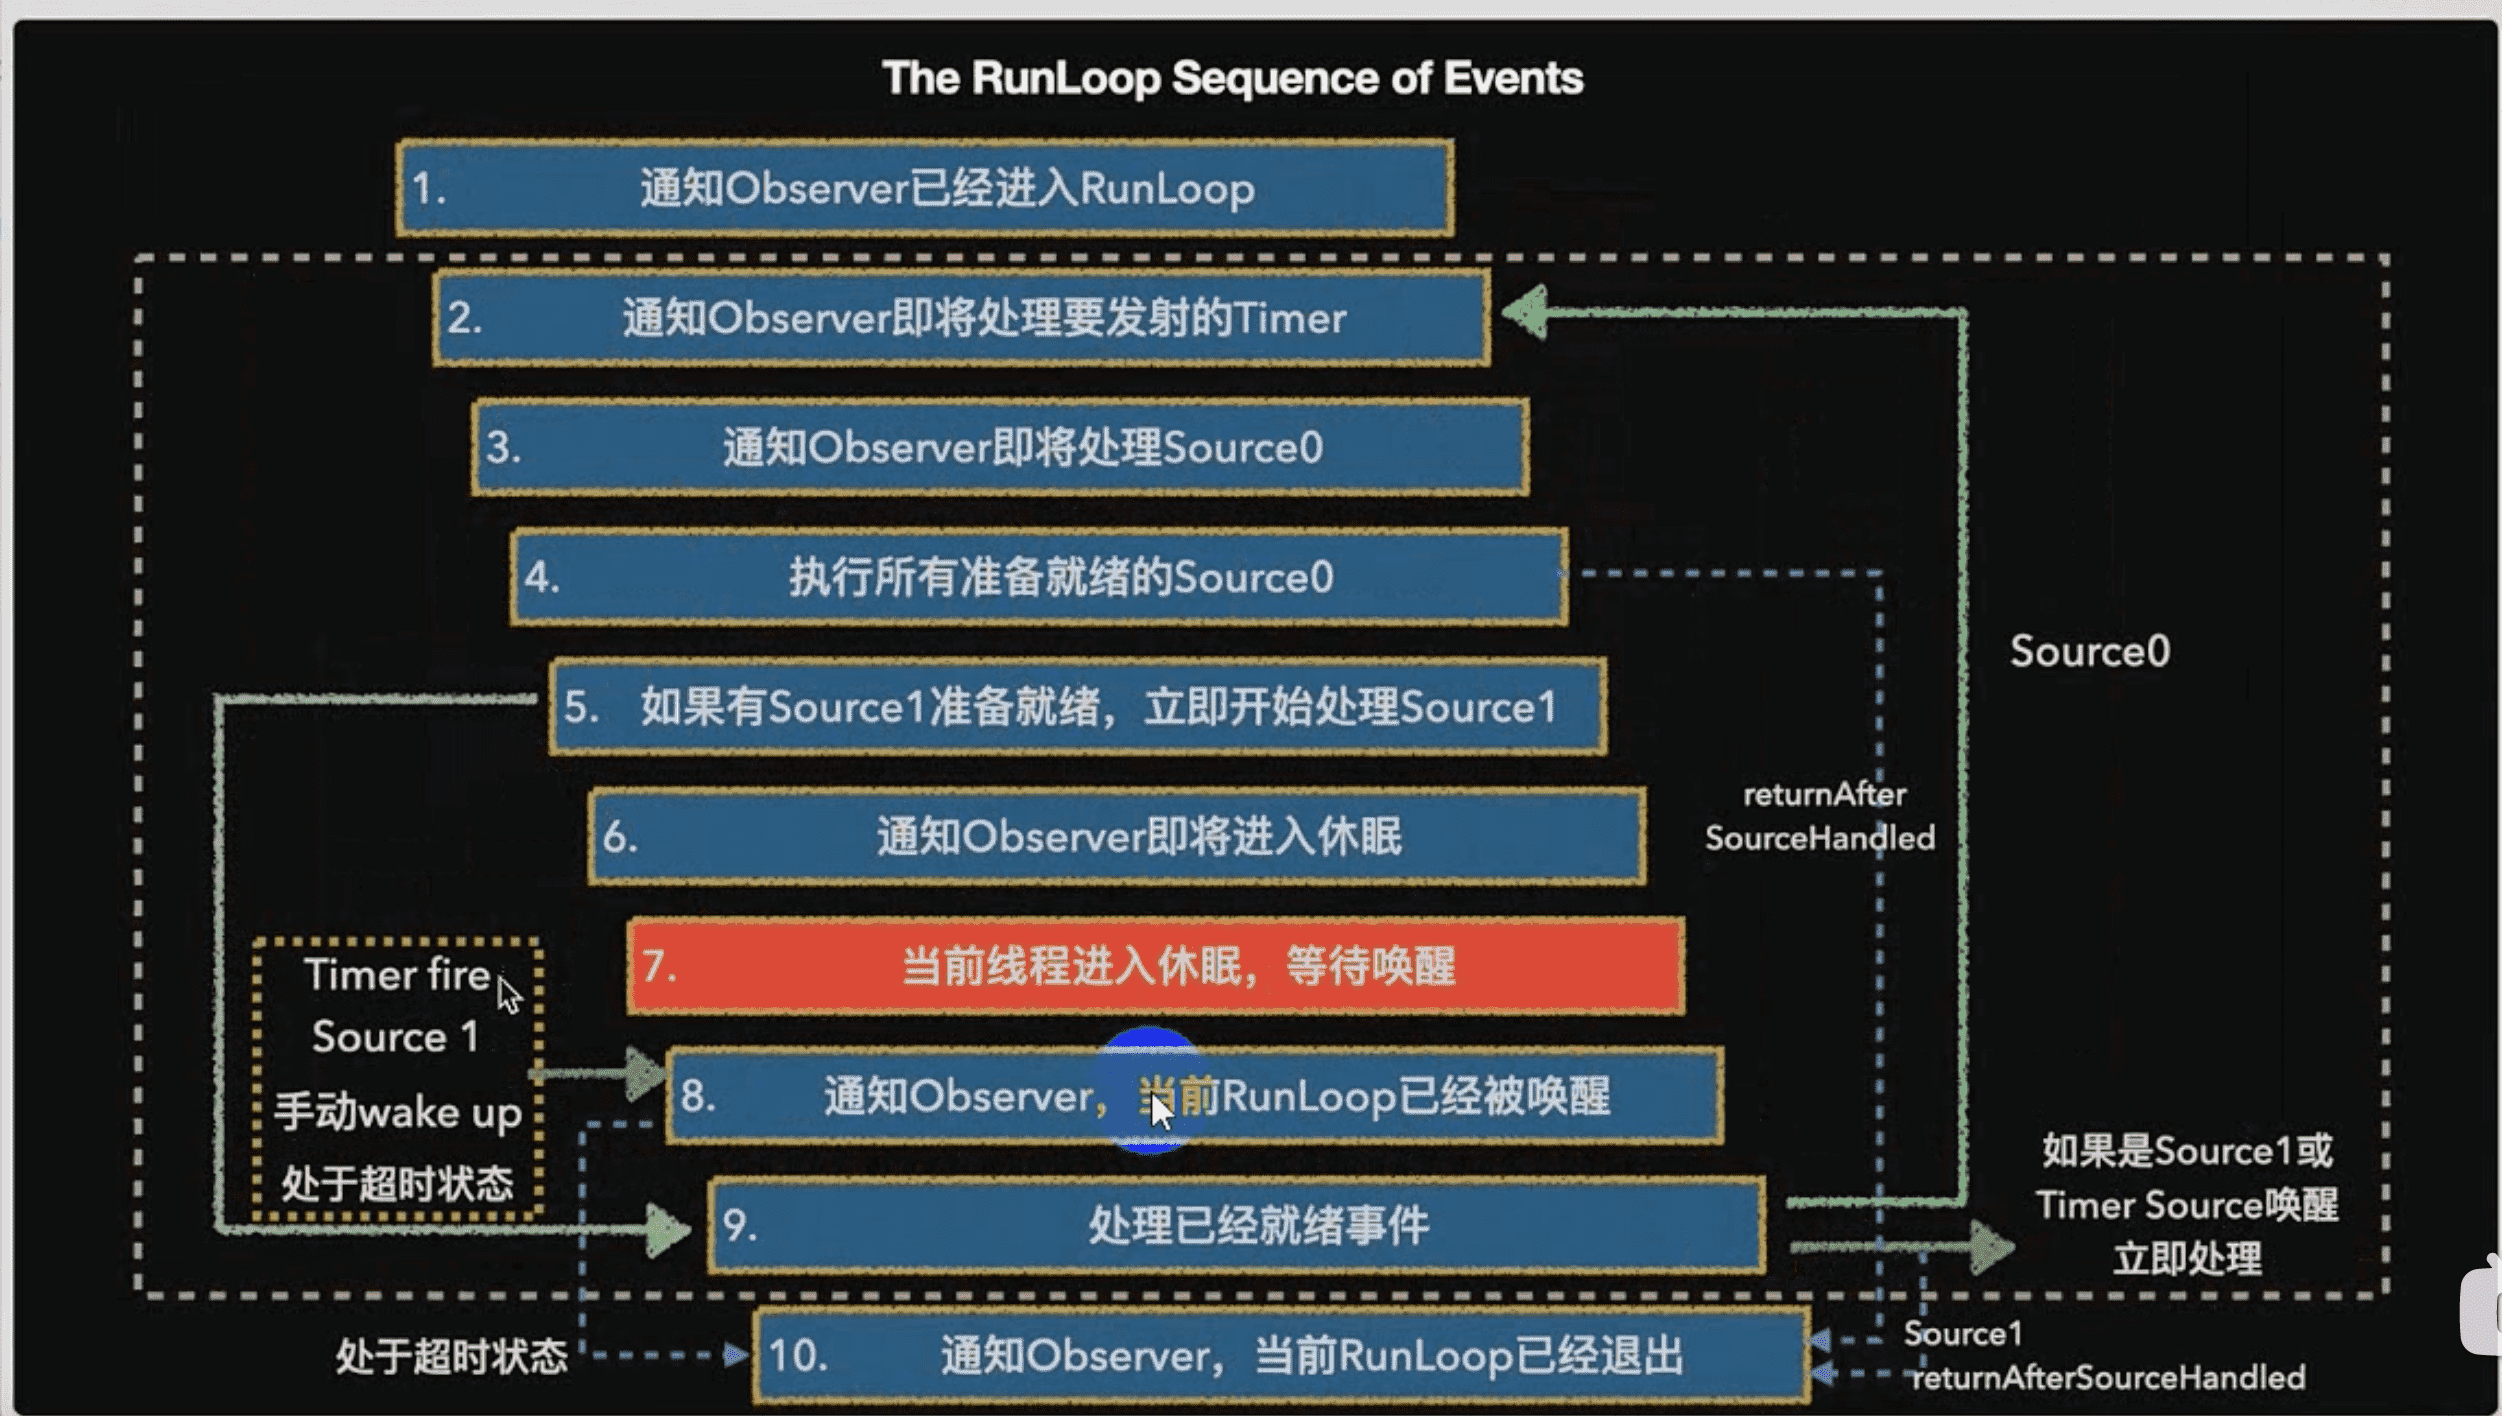 The RunLoop Sequence of Events
1. 通知Observer已经进入RunLoop
2. 通知Observer即将处理要发射的Timer
3. 通知Observer即将处理Source0
4. 执行所有准备就绪的Source0
Source0
5. 如果有Source1准备就绪，立即开始处理Source1
returnAfter
SourceHandled
6. 通知Observer即将进入休眠
7. 当前线程进入休眠，等待唤醒
Timer fire
Source 1
手动wake up
处于超时状态
8. 通知Observer，当前RunLoop已经被唤醒
9. 处理已经就绪事件
如果是Source1或
Timer Source唤醒
立即处理
处于超时状态
10. 通知Observer，当前RunLoop已经退出
Source1
returnAfterSourceHandled